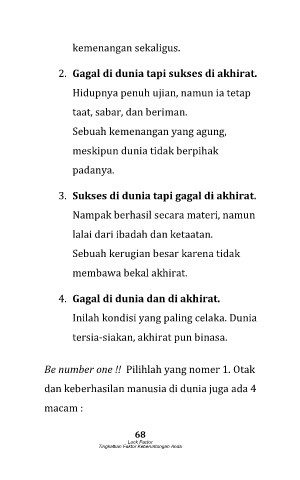 kemenangan sekaligus.
2. Gagal di dunia tapi sukses di akhirat.
Hidupnya penuh ujian, namun ia tetap
taat, sabar, dan beriman.
Sebuah kemenangan yang agung,
meskipun dunia tidak berpihak
padanya.
3. Sukses di dunia tapi gagal di akhirat.
Nampak berhasil secara materi, namun
lalai dari ibadah dan ketaatan.
Sebuah kerugian besar karena tidak
membawa bekal akhirat.
4. Gagal di dunia dan di akhirat.
Inilah kondisi yang paling celaka. Dunia
tersia-siakan, akhirat pun binasa.
Be number one !! Pilihlah yang nomer 1. Otak
dan keberhasilan manusia di dunia juga ada 4
macam :
68
Luck Factor
Tingkatkan Faktor Keberuntungan Anda